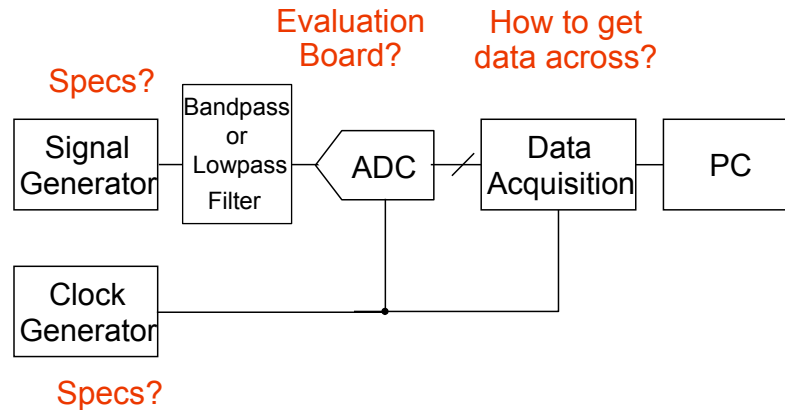 Evaluation
Board?
How to get
data across?
Specs?
Signal
Generator
Bandpass
or
Lowpass
Filter
ADC
Data
Acquisition
PC
Clock
Generator
Specs?